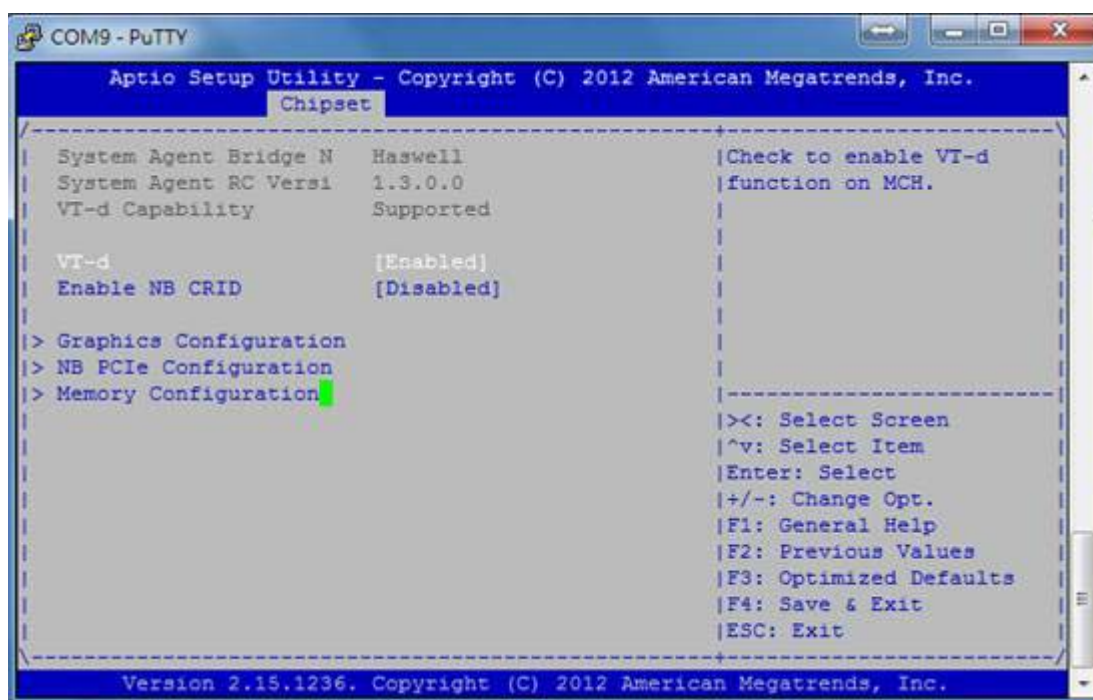 COM9 - PuTTY
Aptio Setup Utility - Copyright (C) 2012 American Megatrends, Inc.
Chipset
System Agent Bridge N Haswell
System Agent RC Versi 1.3.0.0
VT-d Capability Supported
VT-d [Enabled]
Enable NB CRID [Disabled]
> Graphics Configuration
> NB PCIe Configuration
> Memory Configuration
Check to enable VT-d
function on MCH.
><: Select Screen
^v: Select Item
Enter: Select
+/-: Change Opt.
F1: General Help
F2: Previous Values
F3: Optimized Defaults
F4: Save & Exit
ESC: Exit
Version 2.15.1236. Copyright (C) 2012 American Megatrends, Inc.